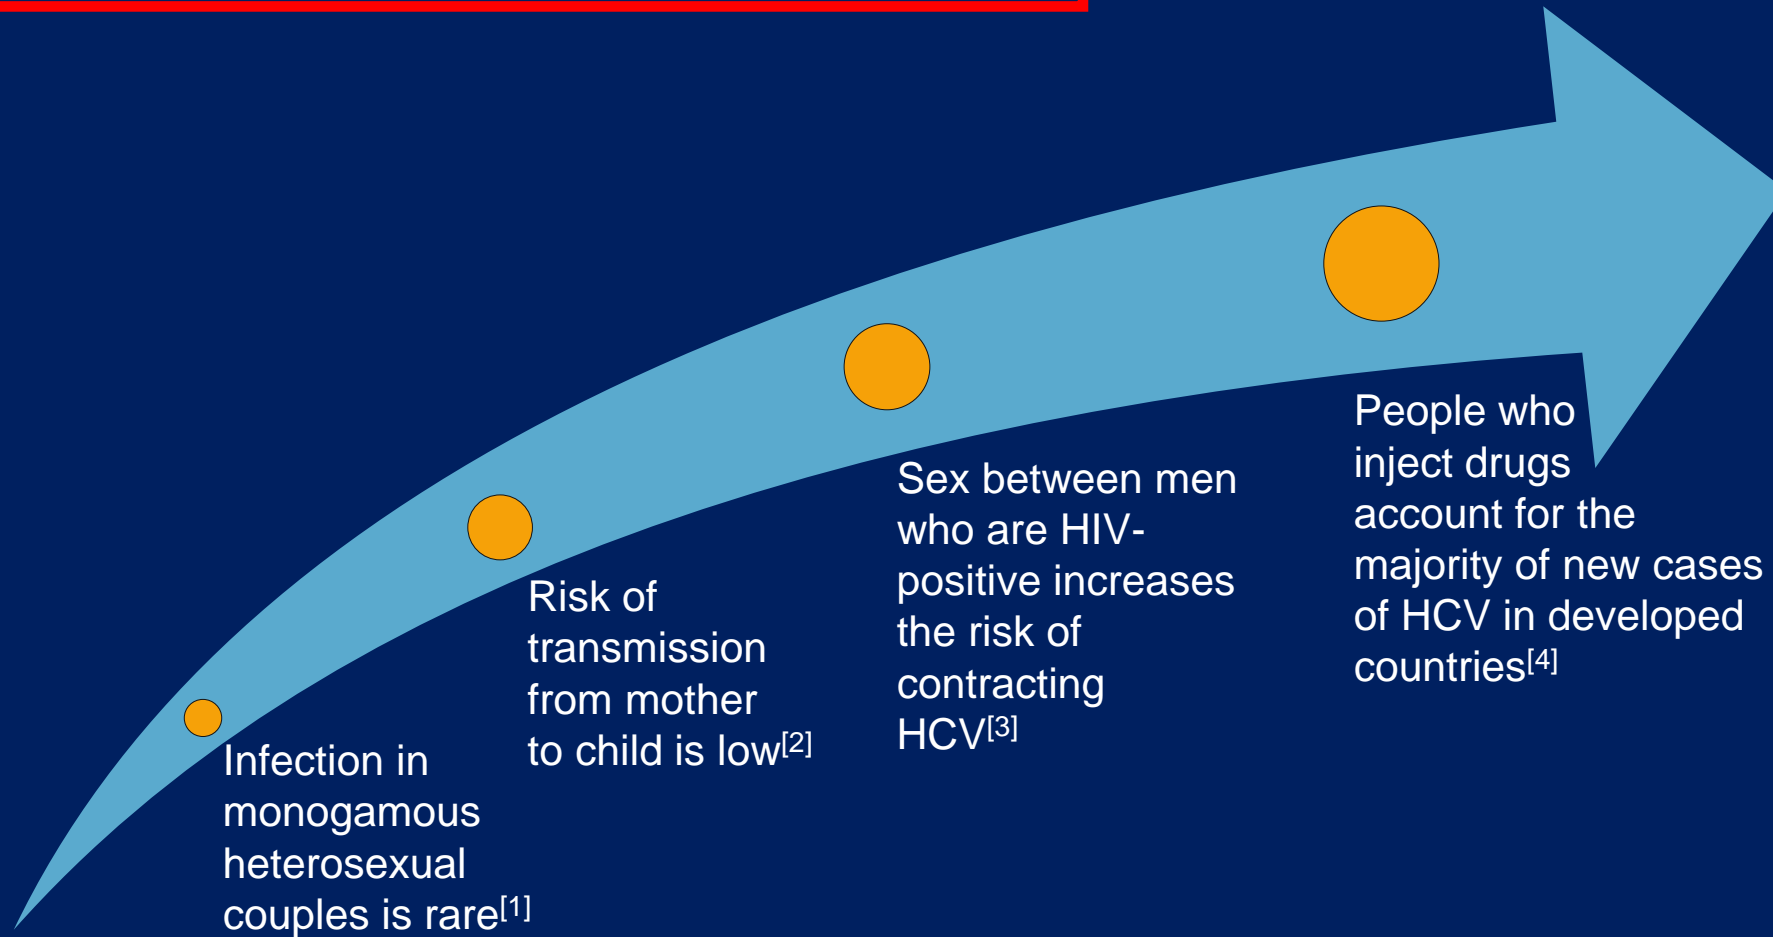 Infection in
monogamous
heterosexual
couples is rare[1]
Risk of
transmission
from mother
to child is low[2]
Sex between men
who are HIV-
positive increases
the risk of
contracting
HCV[3]
People who
inject drugs
account for the
majority of new cases
of HCV in developed
countries[4]